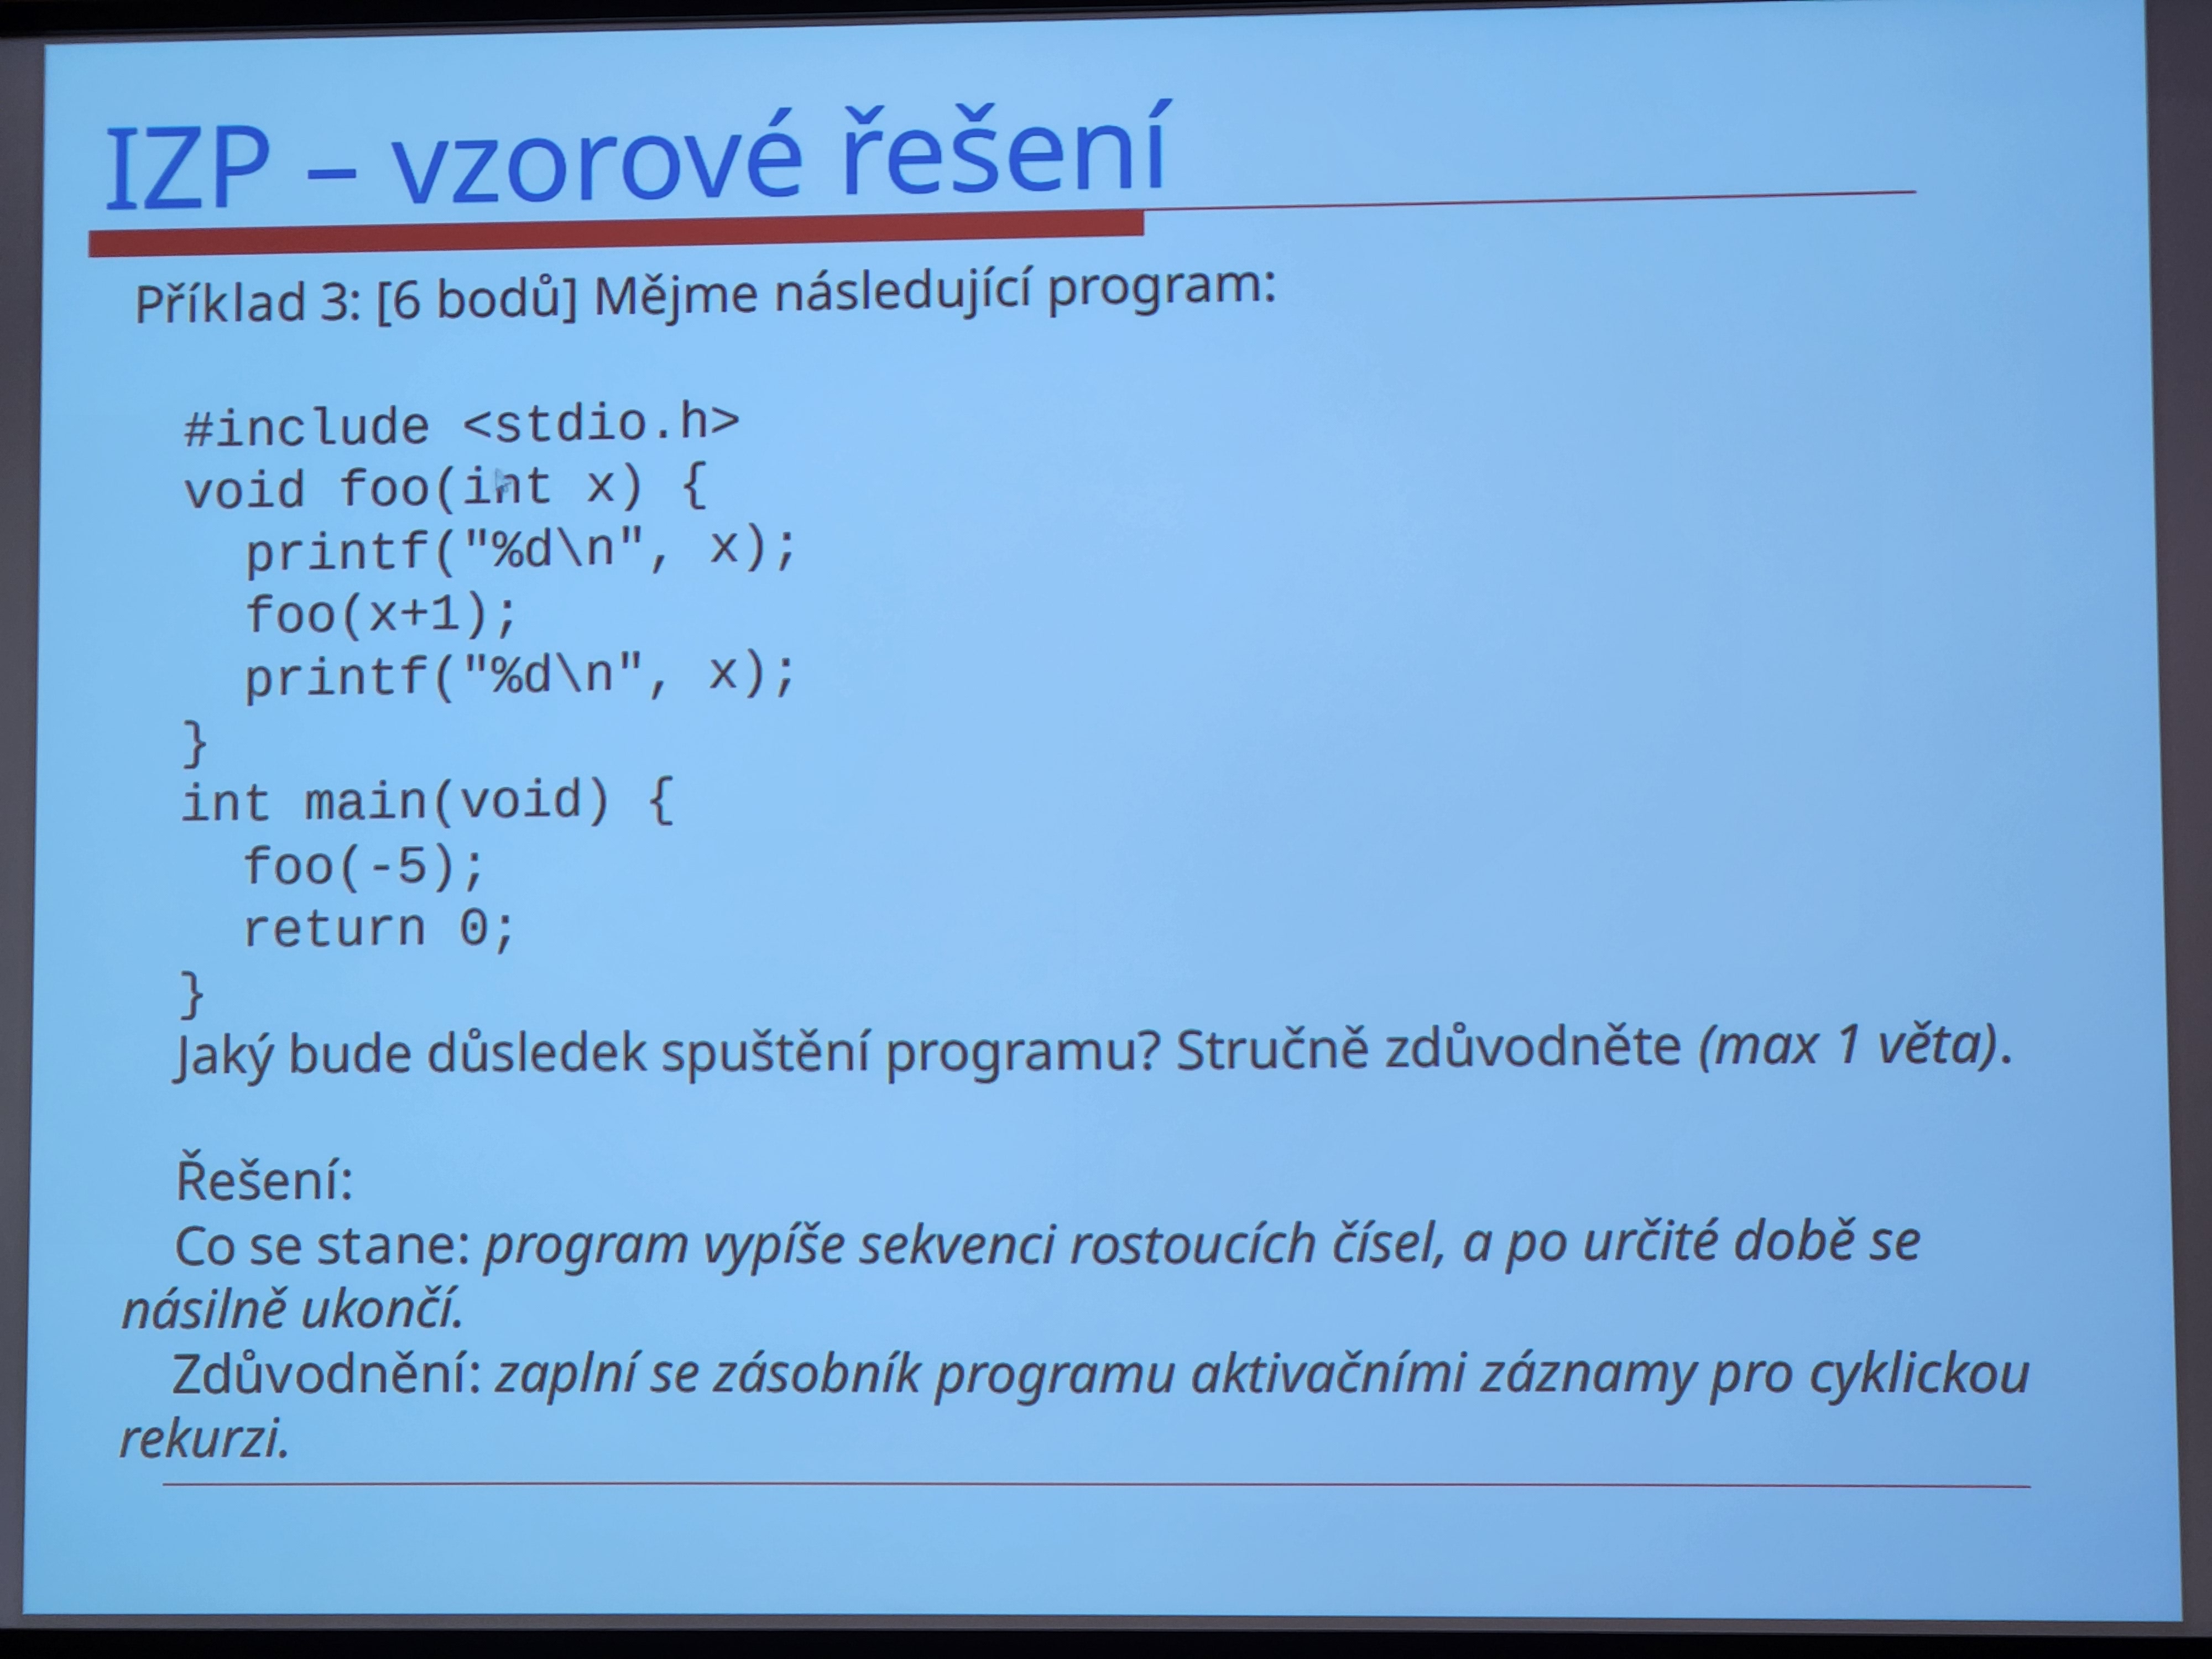 IZP – vzorové řešení
Příklad 3: [6 bodů] Mějme následující program:
#include <stdio.h>
void foo(int x) {
  printf("%d\n", x);
  foo(x+1);
  printf("%d\n", x);
}
int main(void) {
  foo(-5);
  return 0;
}
Jaký bude důsledek spuštění programu? Stručně zdůvodněte (max 1 věta).
Řešení:
Co se stane: program vypíše sekvenci rostoucích čísel, a po určité době se
násilně ukončí.
Zdůvodnění: zaplní se zásobník programu aktivačními záznamy pro cyklickou
rekurzi.